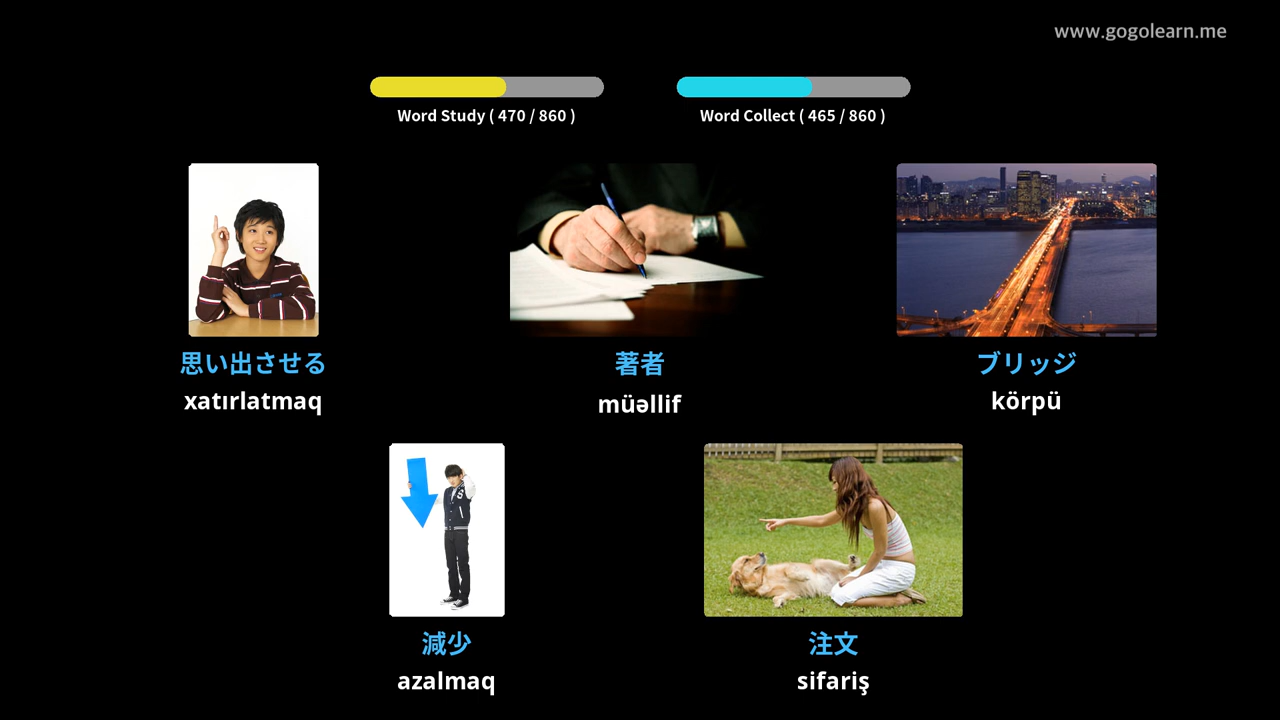 www.gogolearn.me
Word Study ( 470 / 860 )
Word Collect ( 465 / 860 )
思い出させる
xatırlatmaq
著者
müəllif
ブリッジ
körpü
減少
azalmaq
注文
sifariş